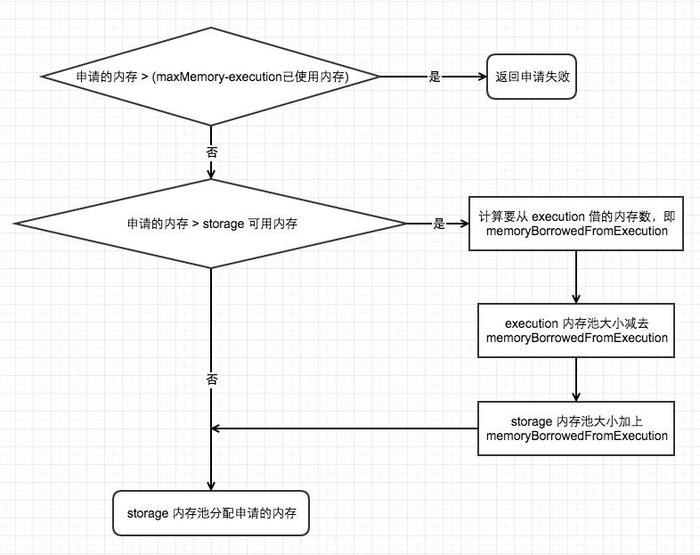 申请的内存 > (maxMemory-execution已使用内存)
是
返回申请失败
否
申请的内存 > storage 可用内存
是
计算要从 execution 借的内存数，即
memoryBorrowedFromExecution
execution 内存池大小减去
memoryBorrowedFromExecution
否
storage 内存池大小加上
memoryBorrowedFromExecution
storage 内存池分配申请的内存